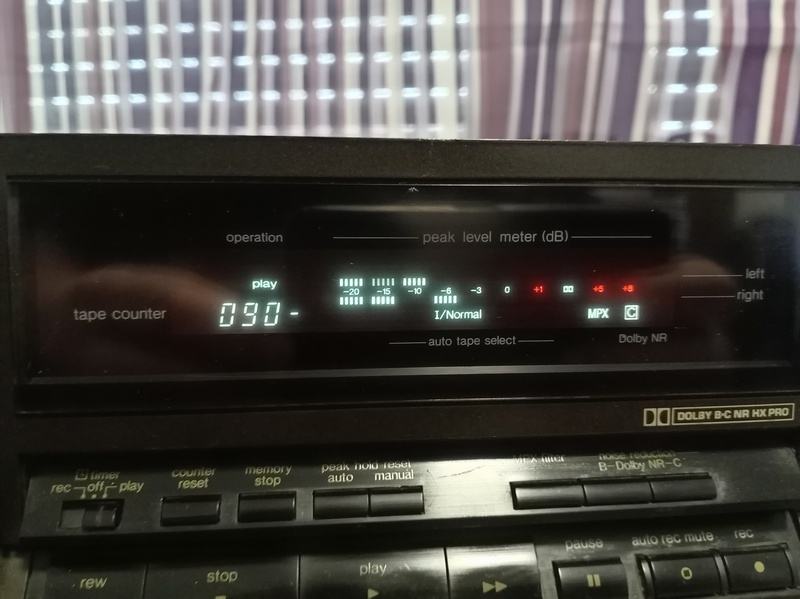 operation
peak level meter (dB)
play
left
-20 -15 -10 -6 -3 0 +1 +5 +8
right
tape counter 090-
I/Normal
MPX C
auto tape select
Dolby NR
DOLBY B-C NR HX PRO
timer
rec off play
counter
reset
memory
stop
peak hold reset
auto manual
MPX filter
noise reduction
B-Dolby NR-C
rew
stop
play
pause
auto rec mute
rec